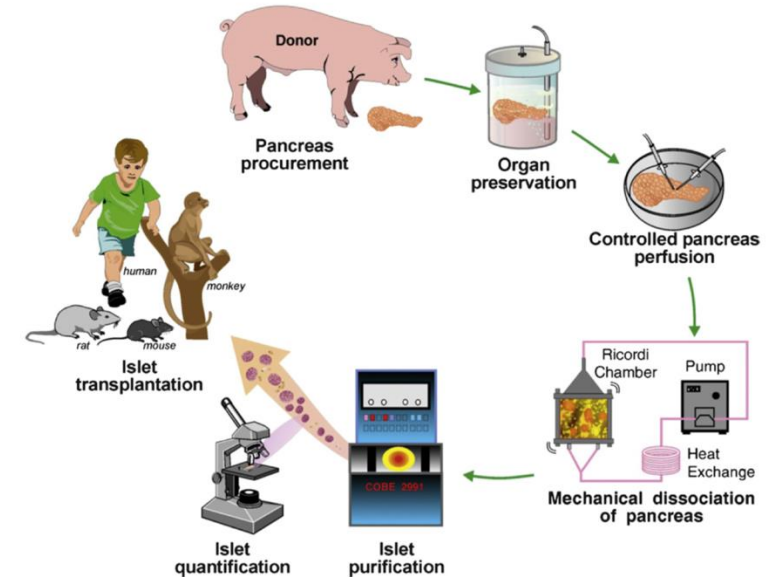 Donor
Pancreas
procurement
Organ
preservation
Controlled pancreas
perfusion
Ricordi
Chamber
Pump
Heat
Exchange
Mechanical dissociation
of pancreas
COBE 2991
Islet
purification
Islet
quantification
human
monkey
rat
mouse
Islet
transplantation